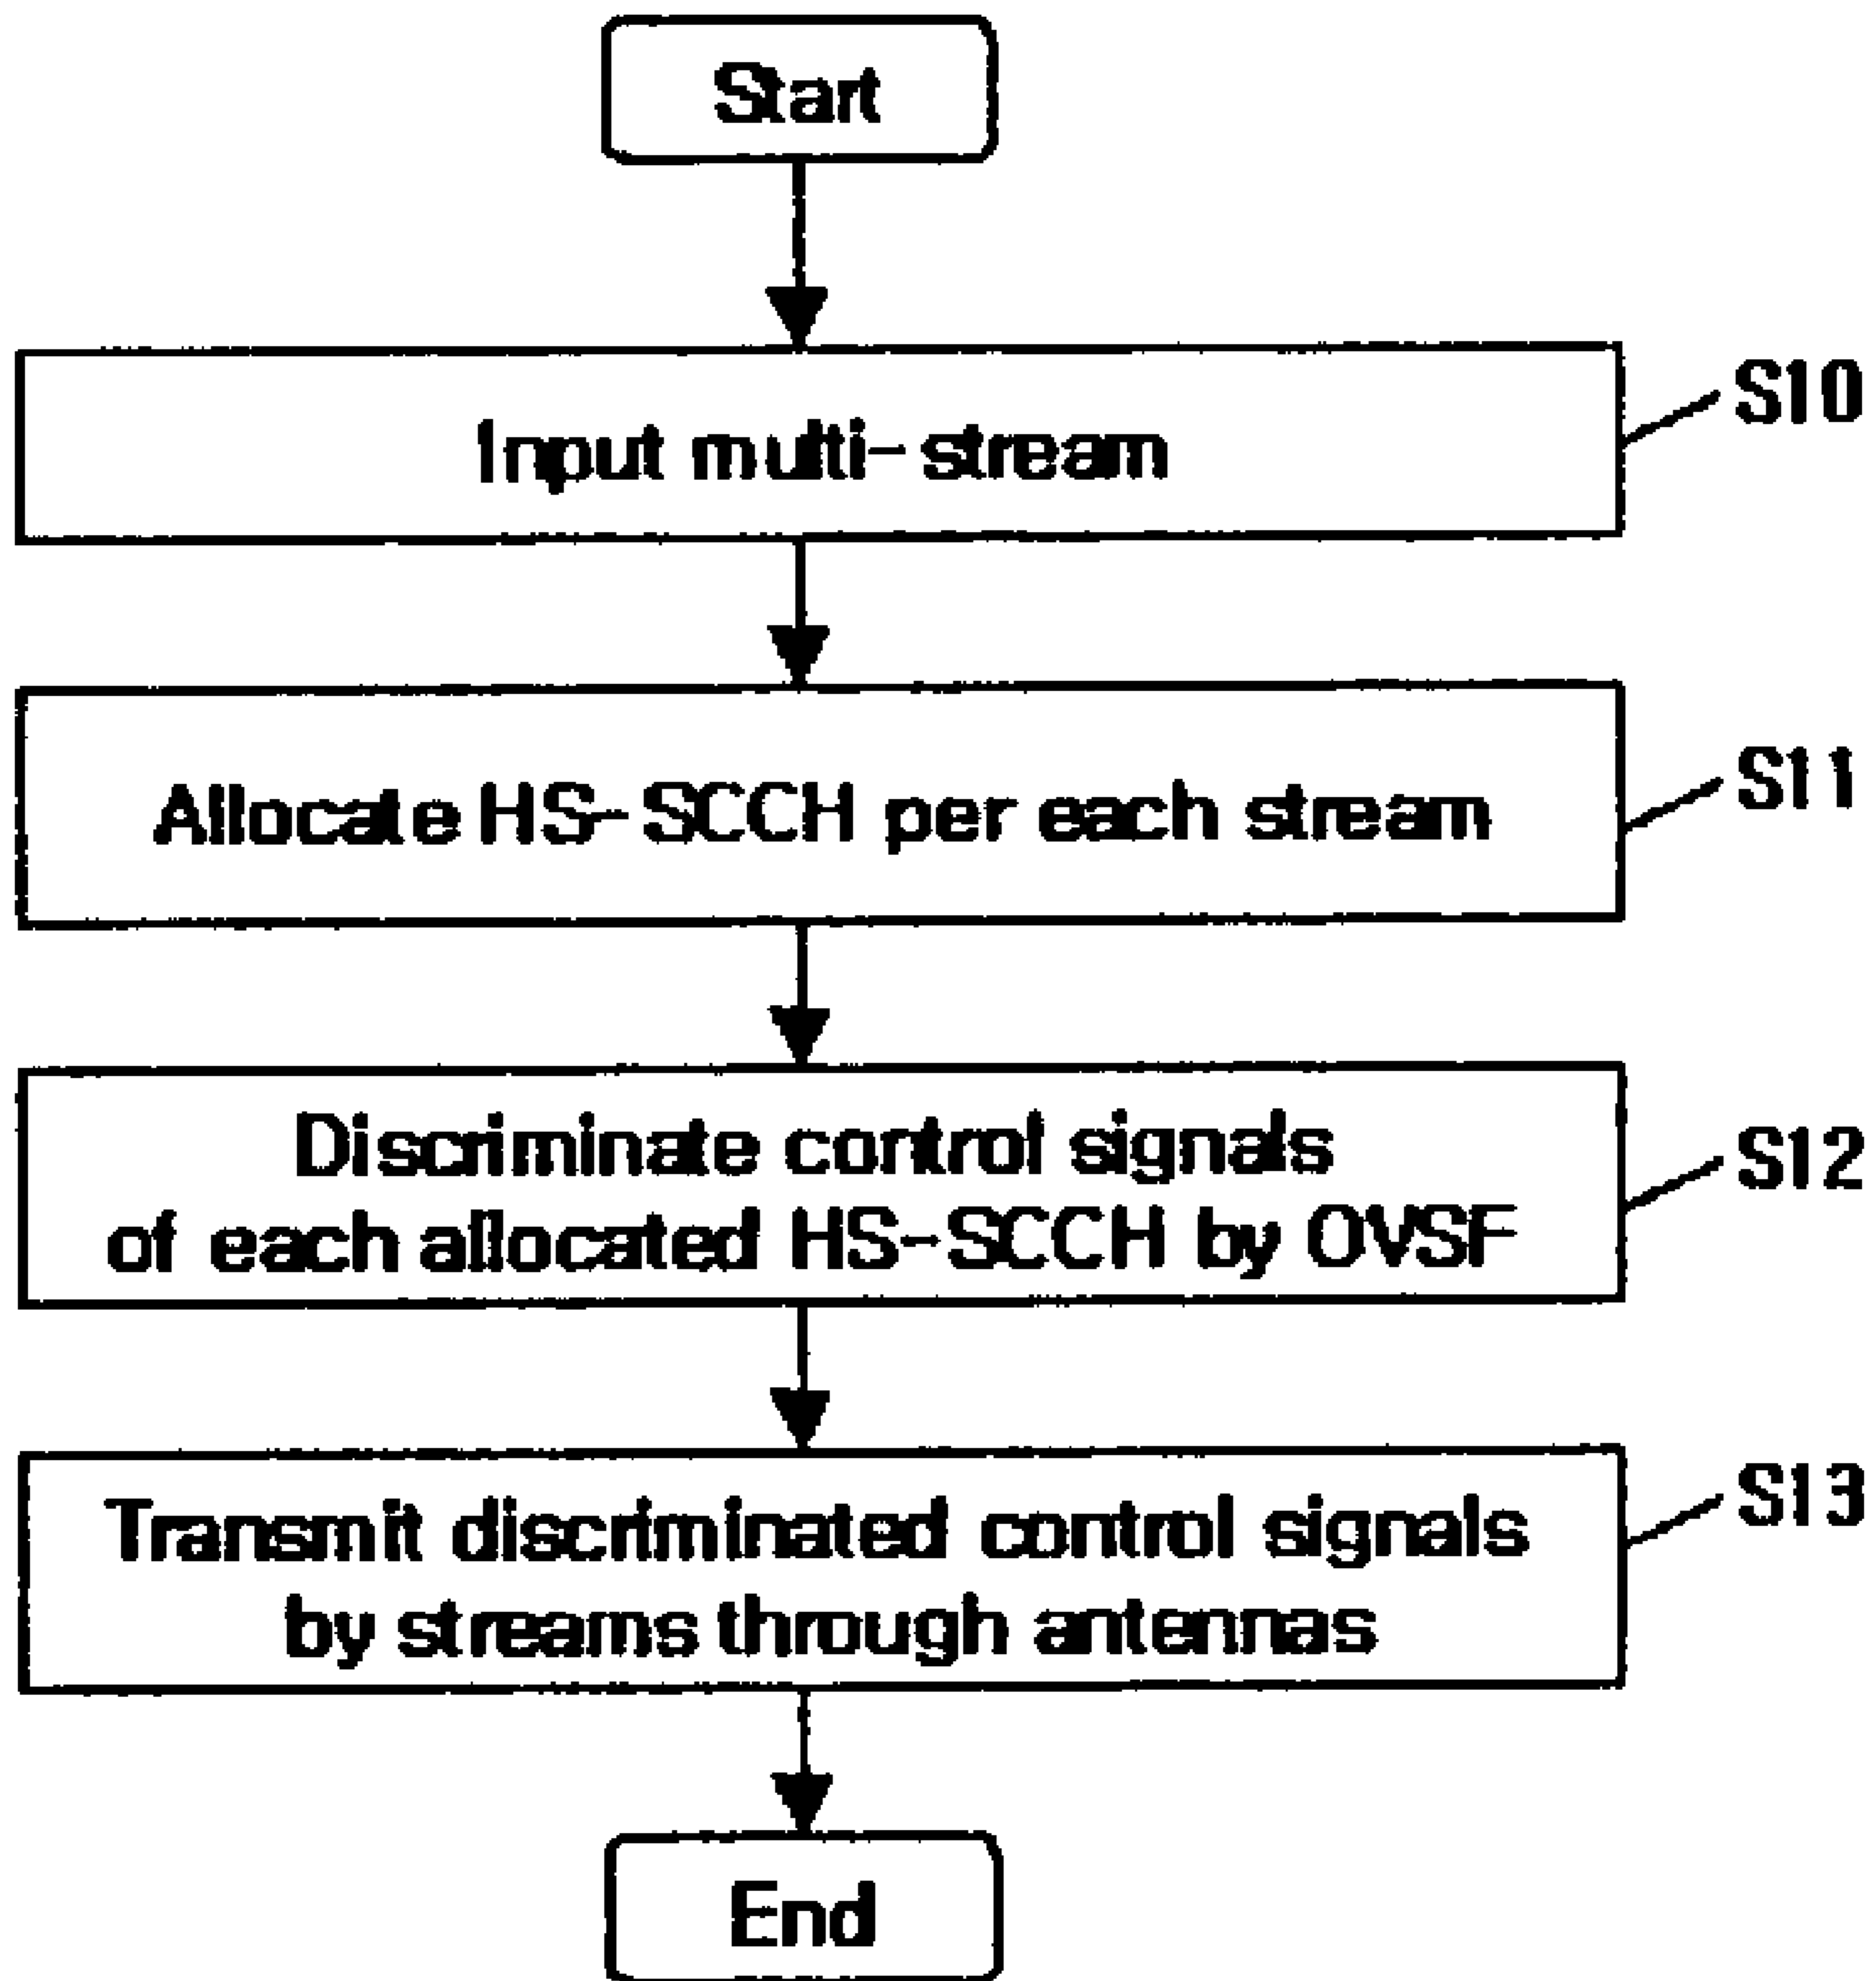 Start
Input multi-stream
S10
Allocate HS-SCCH per each stream
S11
Discriminate control signals
of each allocated HS-SCCH by OVSF
S12
Transmit discriminated control signals
by streams through antennas
S13
End